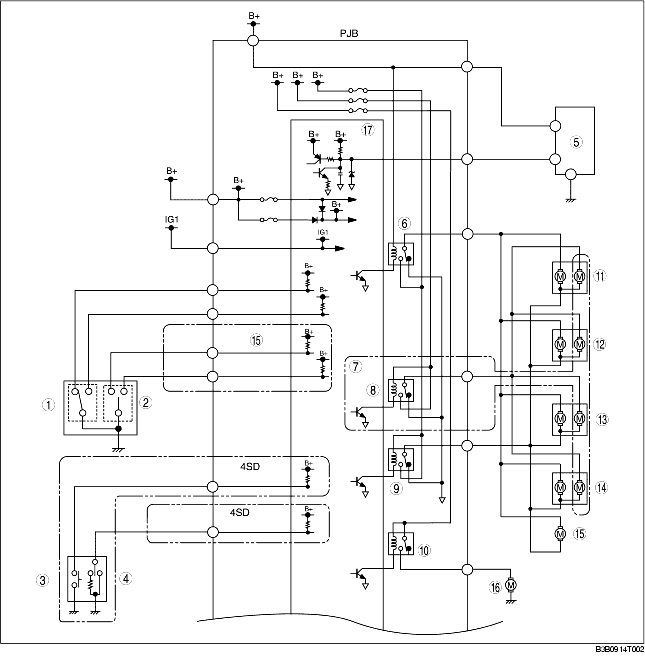 B+
PJB
B+ B+ B+
17
B+ B+
5
B+
B+
B+
IG1
IG1
6
B+
11
B+
15
B+
12
B+
7
8
1
2
13
4SD
B+
9
14
4SD
B+
15
10
3
4
16
M M
M M
M M
M M
M
M
B3B0914T002